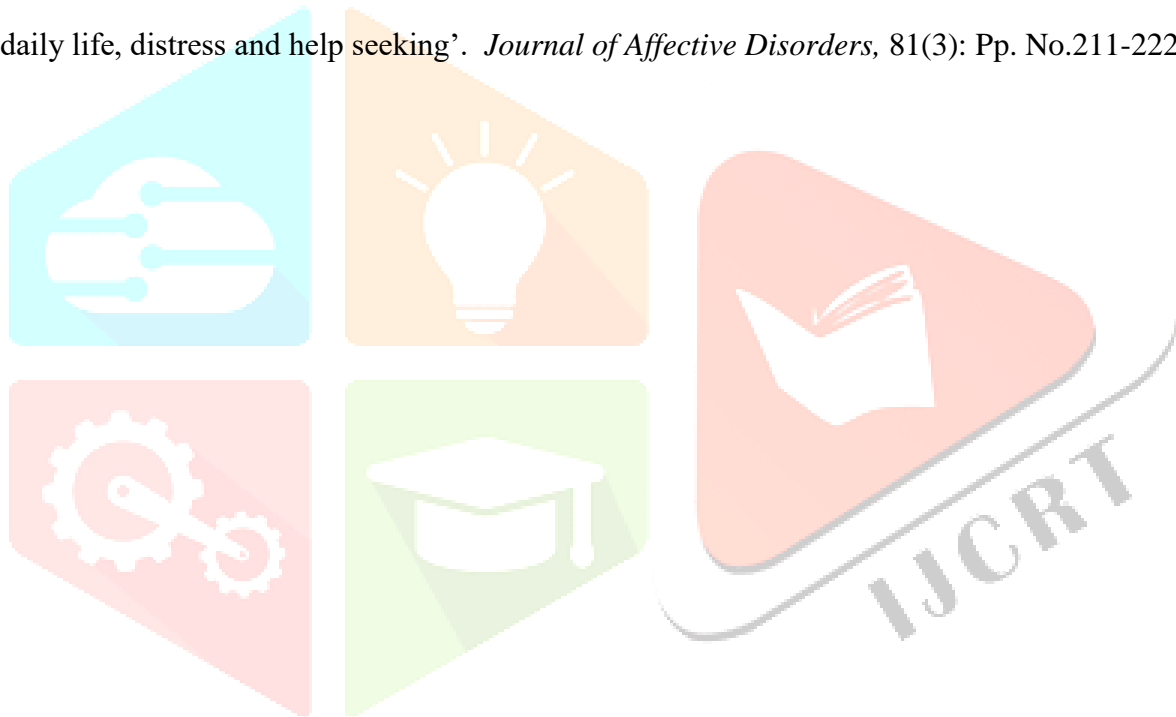 daily life, distress and help seeking’. Journal of Affective Disorders, 81(3): Pp. No.211-222
IJCRT